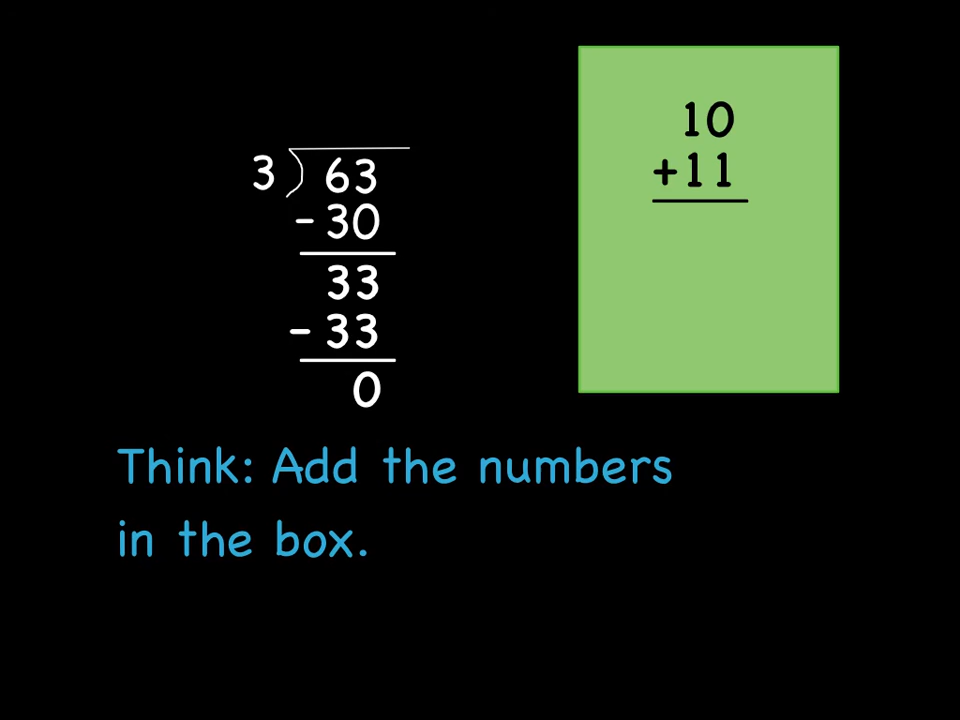 3 ) 63
- 30
33
- 33
0
10
+11
Think: Add the numbers
in the box.